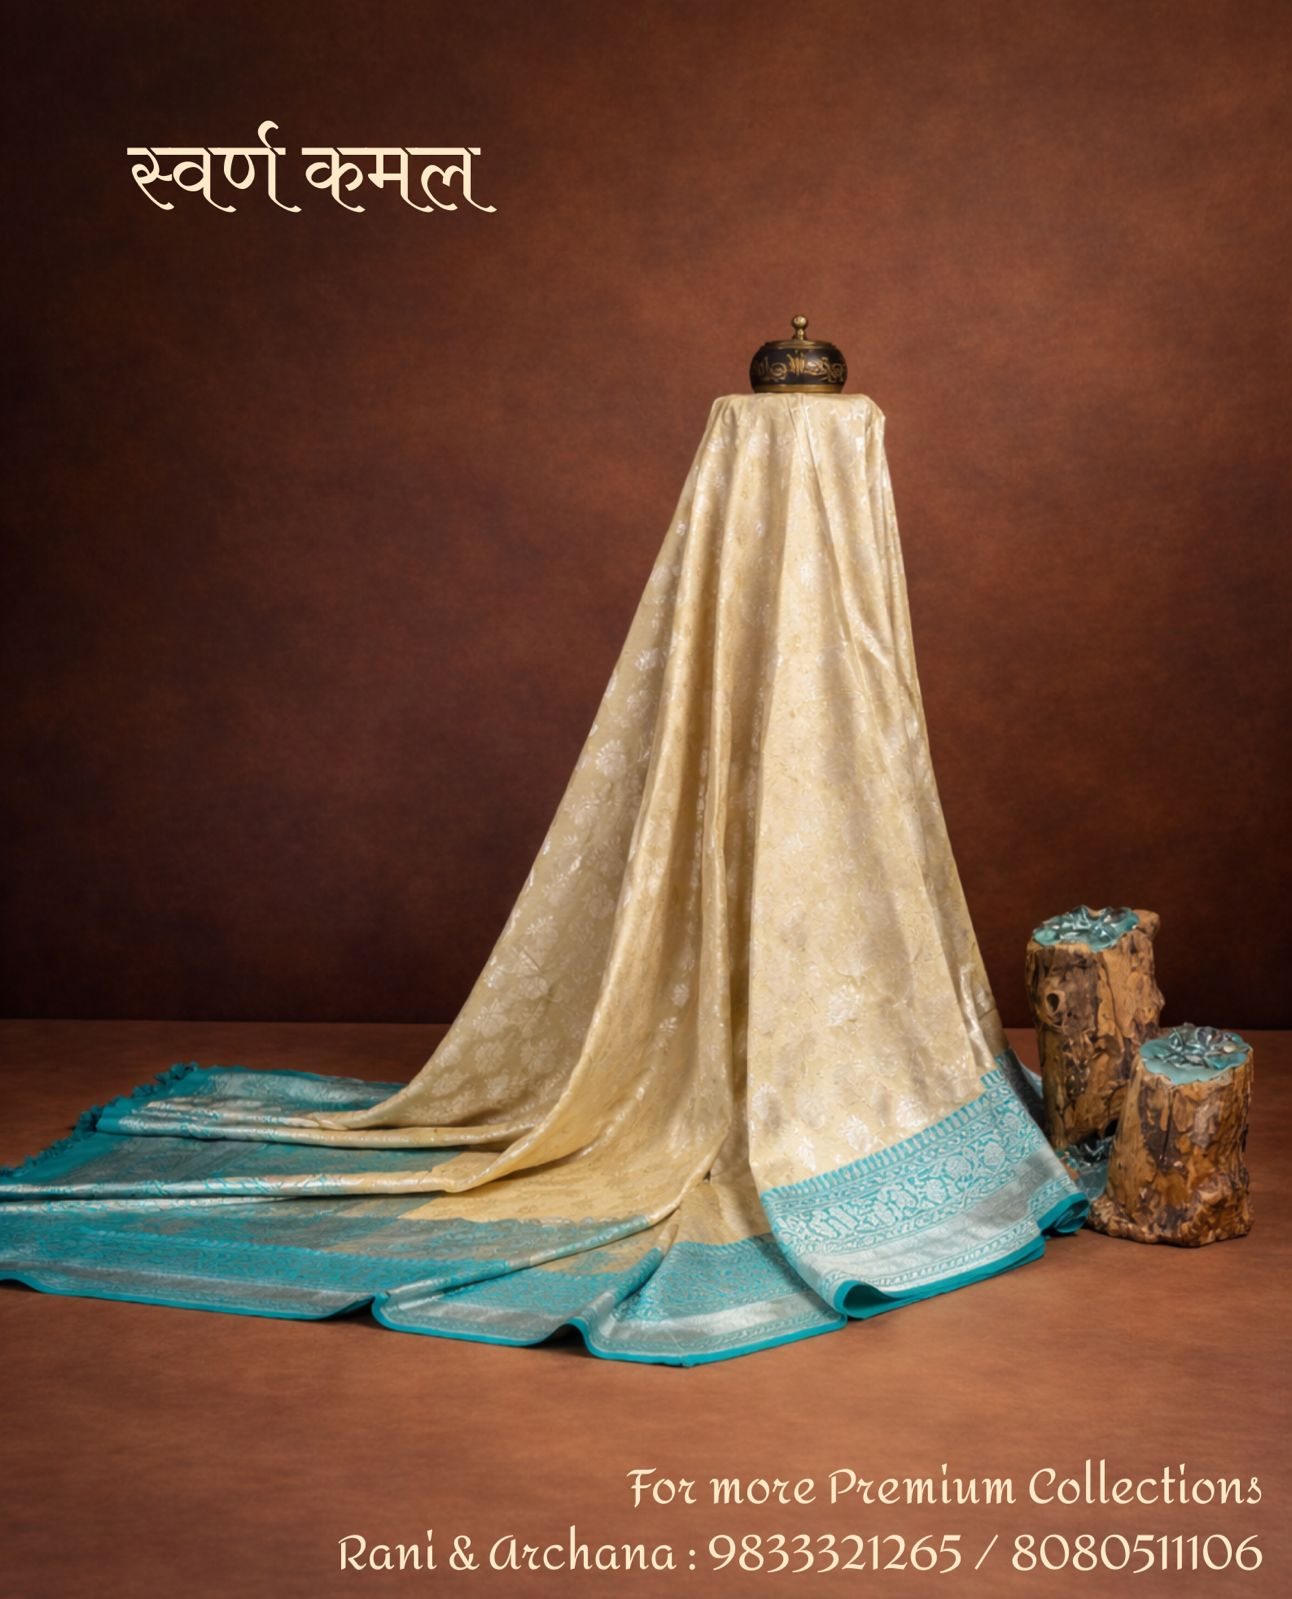 स्वर्ण कमल
For more Premium Collections
Rani & Archana : 9833321265 / 8080511106